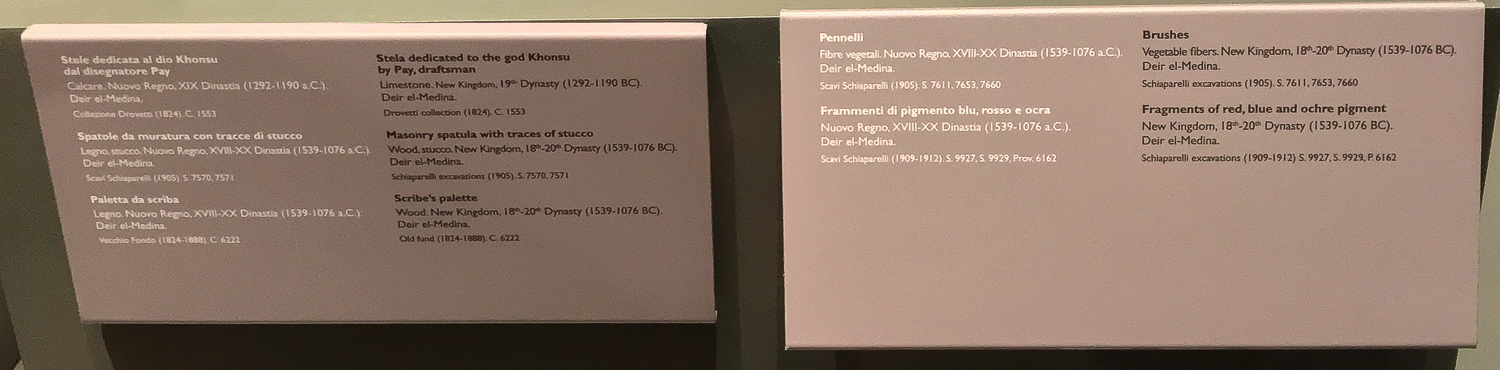 Stele dedicata al dio Khonsu
dal disegnatore Pay
Calcare. Nuovo Regno, XIX Dinastia (1292-1190 a.C.).
Deir el-Medina.
Collezione Drovetti (1824). C. 1553
Spatole da muratura con tracce di stucco
Legno, stucco. Nuovo Regno, XVIII-XX Dinastia (1539-1076 a.C.).
Deir el-Medina.
Scavi Schiaparelli (1905). S. 7570, 7571
Paletta da scriba
Legno. Nuovo Regno, XVIII-XX Dinastia (1539-1076 a.C.).
Deir el-Medina.
Vecchio Fondo (1824-1888). C. 6222
Stela dedicated to the god Khonsu
by Pay, draftsman
Limestone. New Kingdom, 19th Dynasty (1292-1190 BC).
Deir el-Medina.
Drovetti collection (1824). C. 1553
Masonry spatula with traces of stucco
Wood, stucco. New Kingdom, 18th-20th Dynasty (1539-1076 BC).
Deir el-Medina.
Schiaparelli excavations (1905). S. 7570, 7571
Scribe's palette
Wood. New Kingdom, 18th-20th Dynasty (1539-1076 BC).
Deir el-Medina.
Old fund (1824-1888). C. 6222
Pennelli
Fibre vegetali. Nuovo Regno, XVIII-XX Dinastia (1539-1076 a.C.).
Deir el-Medina.
Scavi Schiaparelli (1905). S. 7611, 7653, 7660
Frammenti di pigmento blu, rosso e ocra
Nuovo Regno, XVIII-XX Dinastia (1539-1076 a.C.).
Deir el-Medina.
Scavi Schiaparelli (1909-1912). S. 9927, S. 9929, Prov. 6162
Brushes
Vegetable fibers. New Kingdom, 18th-20th Dynasty (1539-1076 BC).
Deir el-Medina.
Schiaparelli excavations (1905). S. 7611, 7653, 7660
Fragments of red, blue and ochre pigment
New Kingdom, 18th-20th Dynasty (1539-1076 BC).
Deir el-Medina.
Schiaparelli excavations (1909-1912) S. 9927, S. 9929, P. 6162